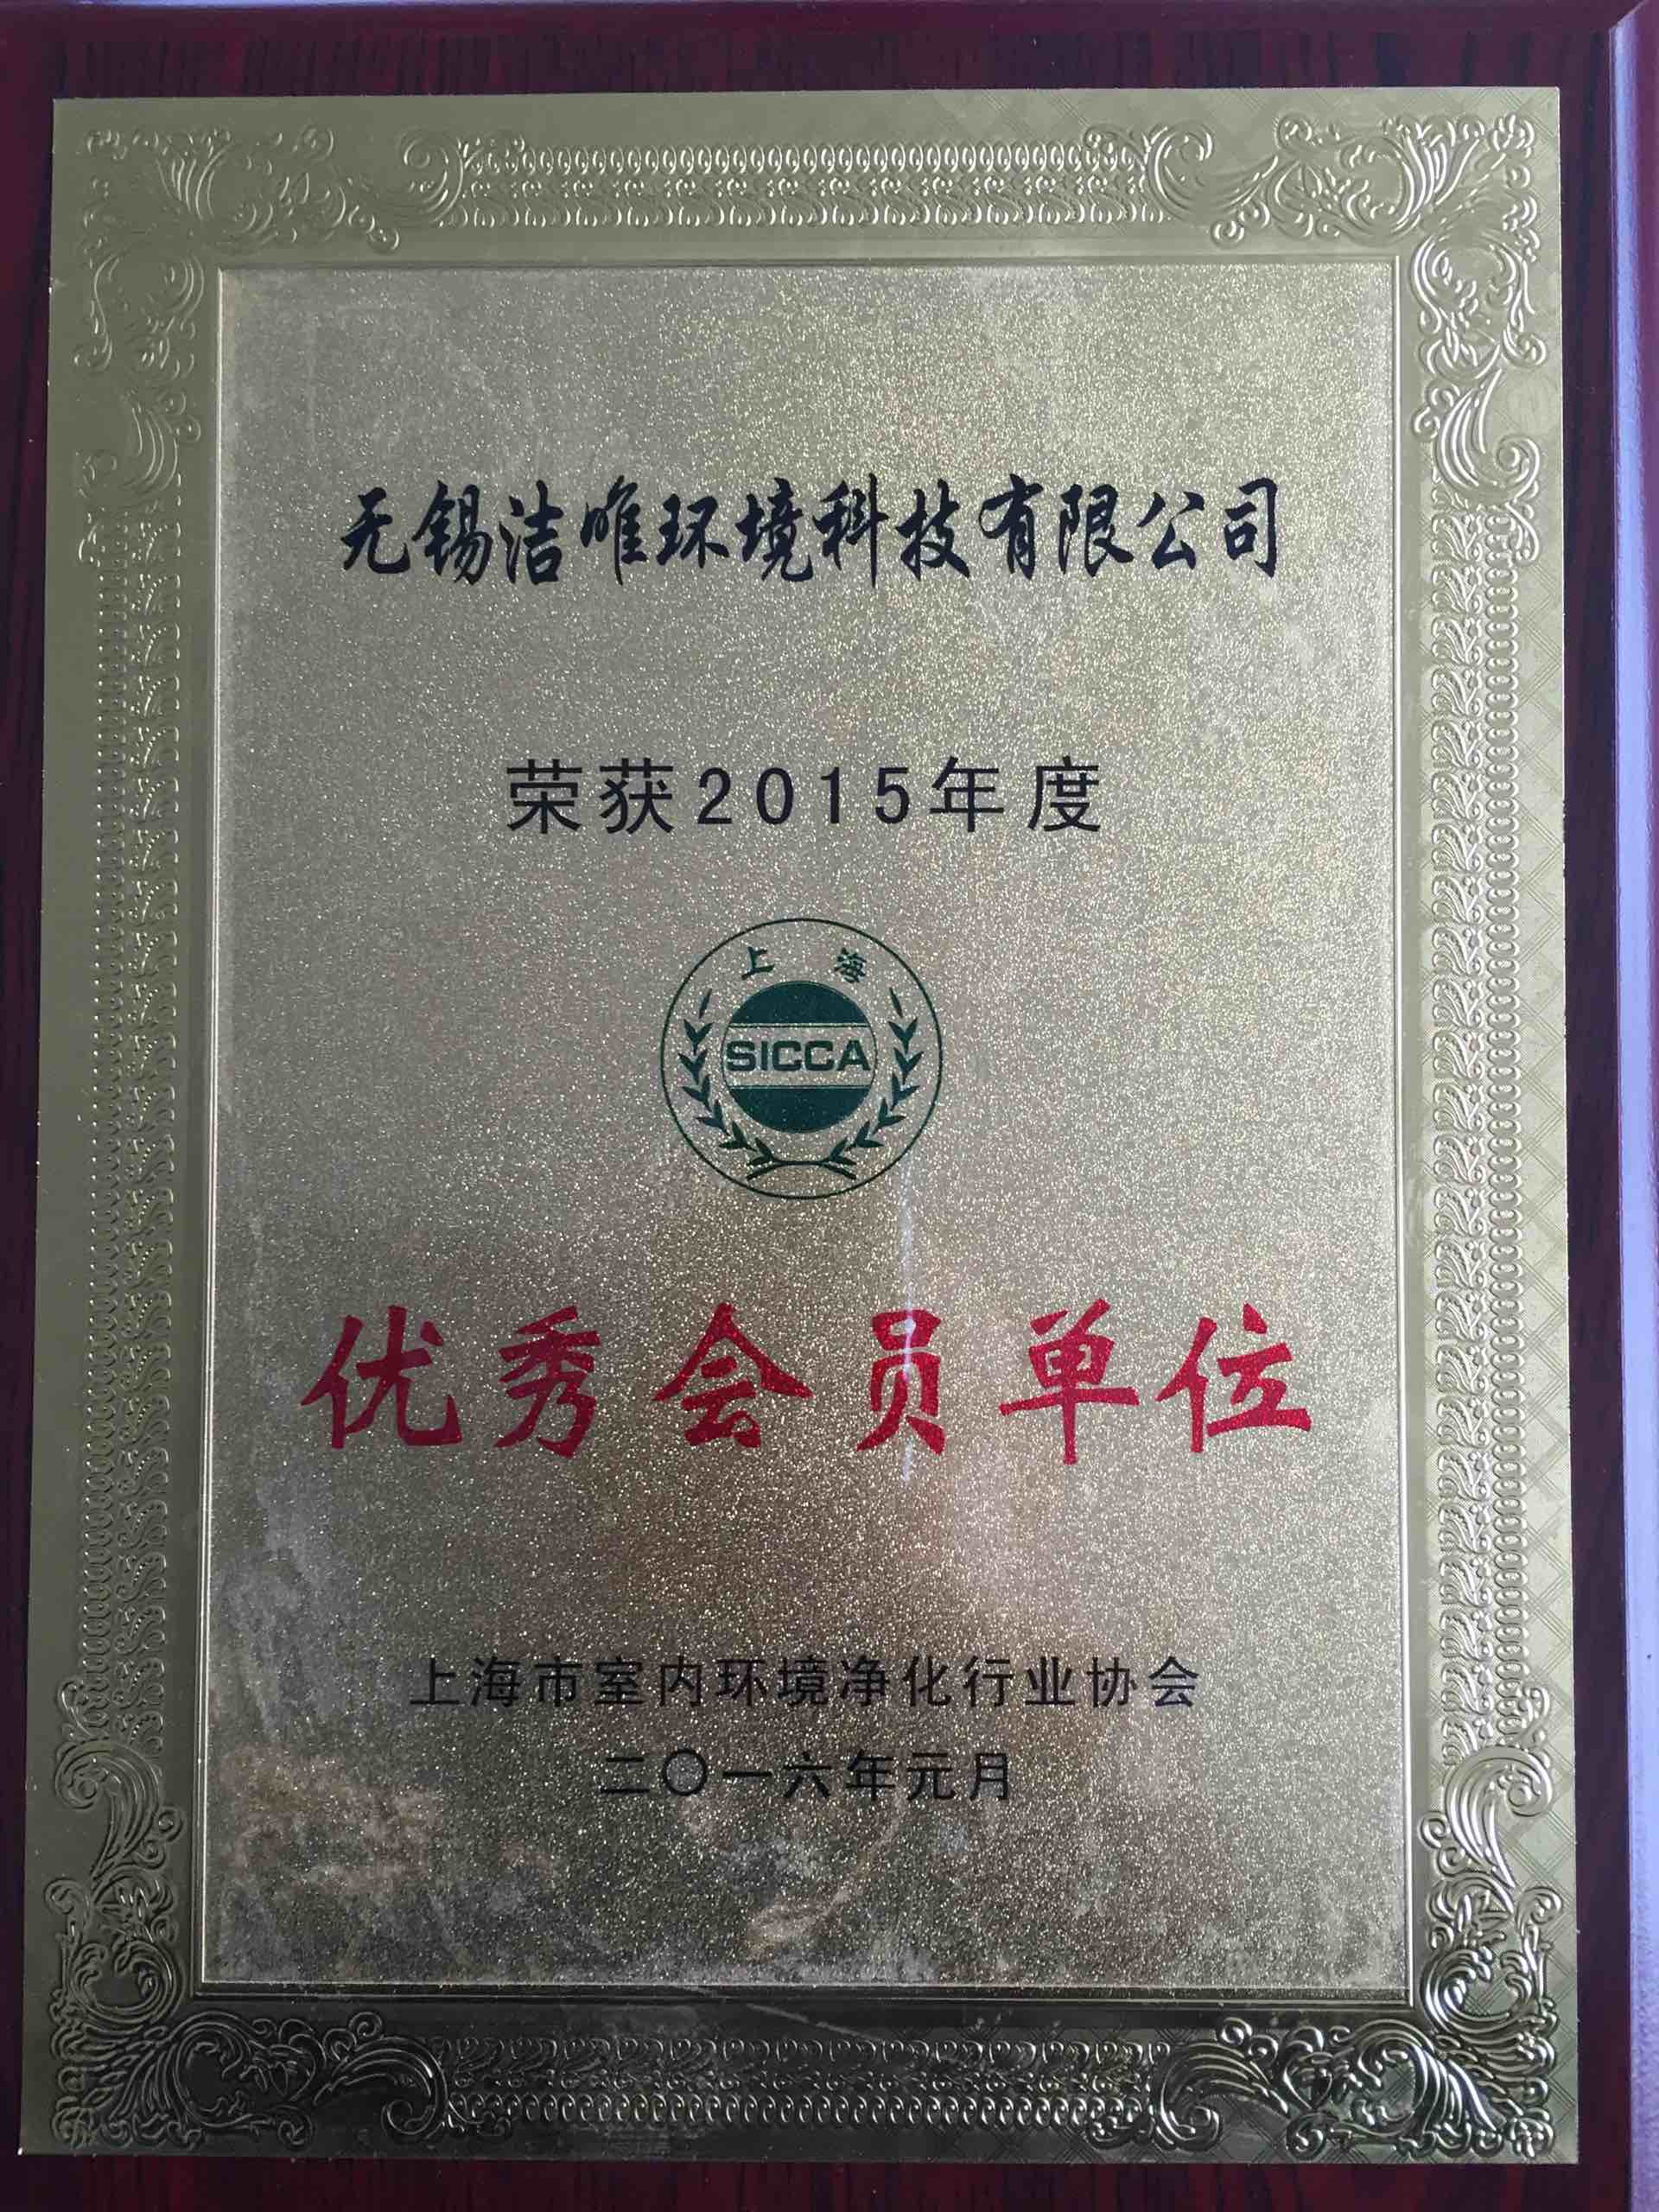 无锡洁唯环境科技有限公司
荣获2015年度
上海
SICCA
优秀会员单位
上海市室内环境净化行业协会
二〇一六年元月